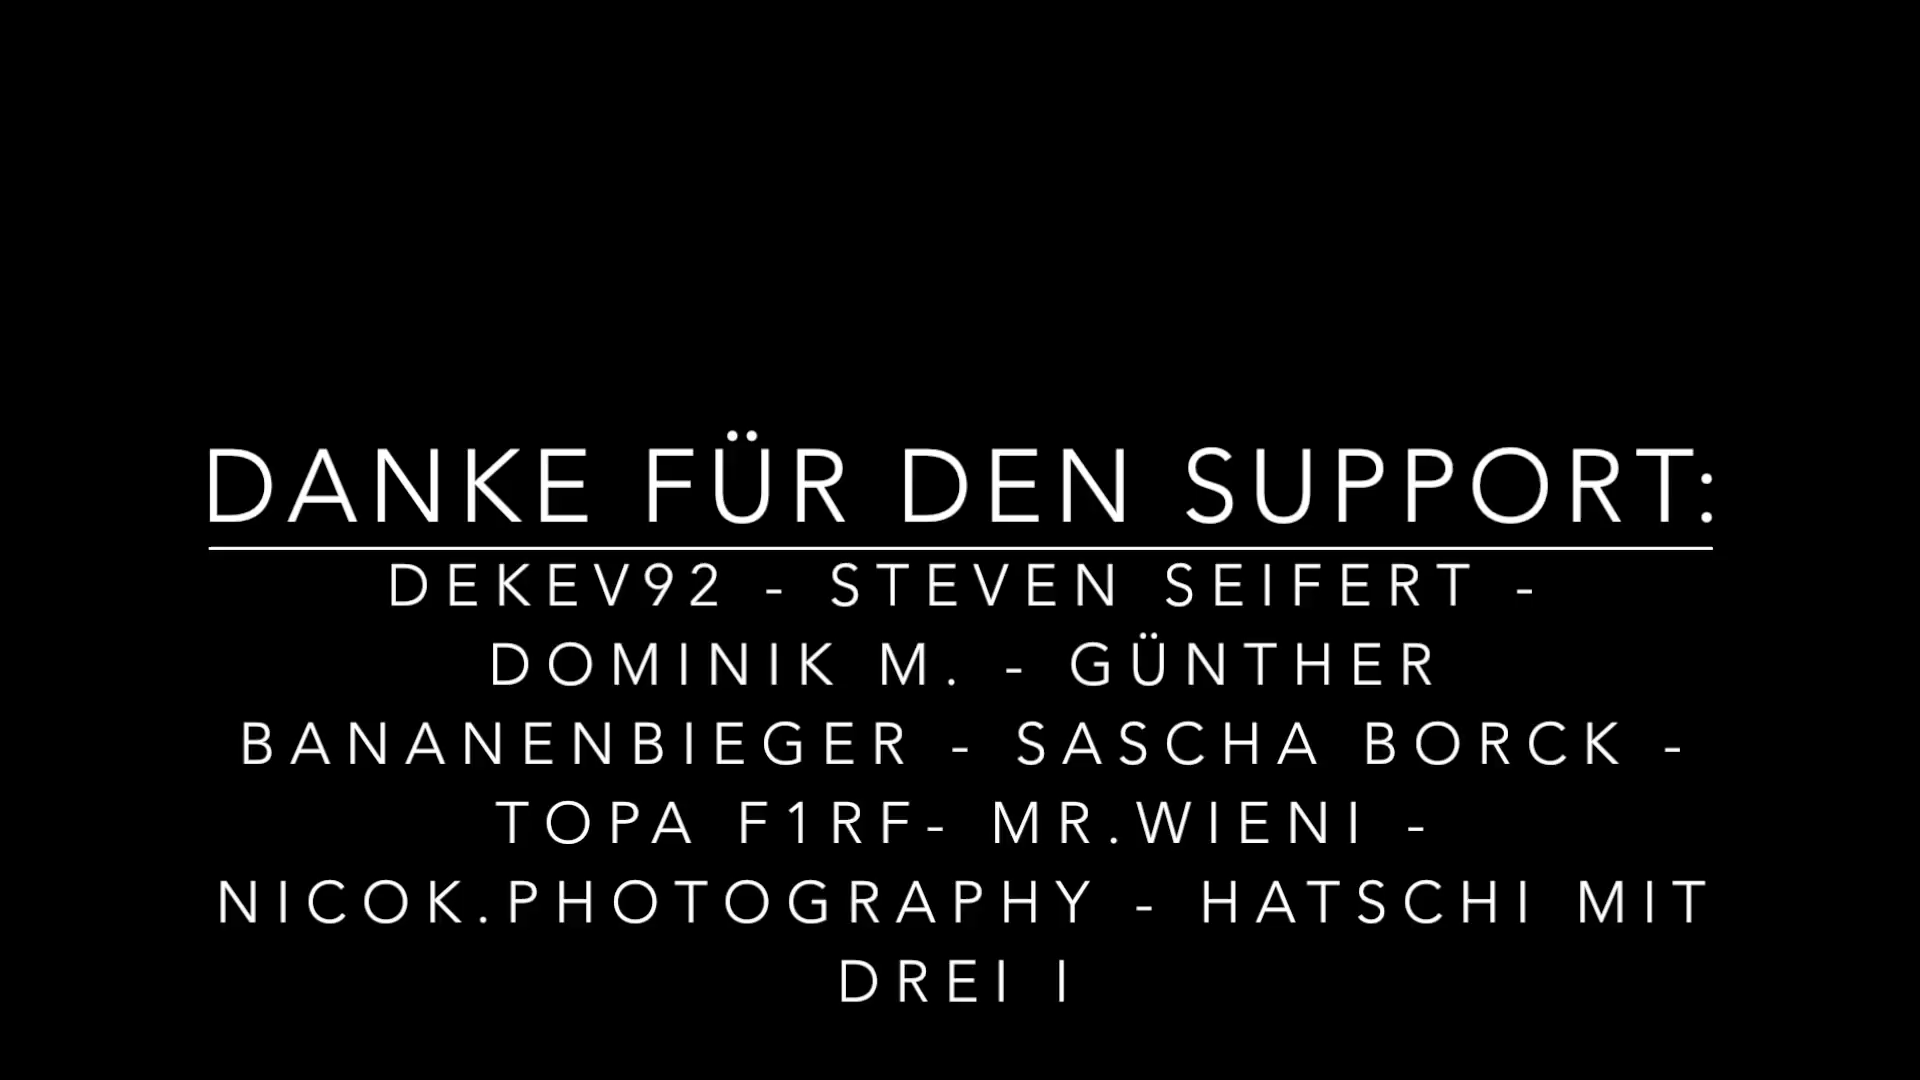 DANKE FÜR DEN SUPPORT:
DEKEV92 - STEVEN SEIFERT -
DOMINIK M. - GÜNTHER
BANANENBIEGER - SASCHA BORCK -
TOPA F1RF- MR.WIENI -
NICOK.PHOTOGRAPHY - HATSCHI MIT
DREI I